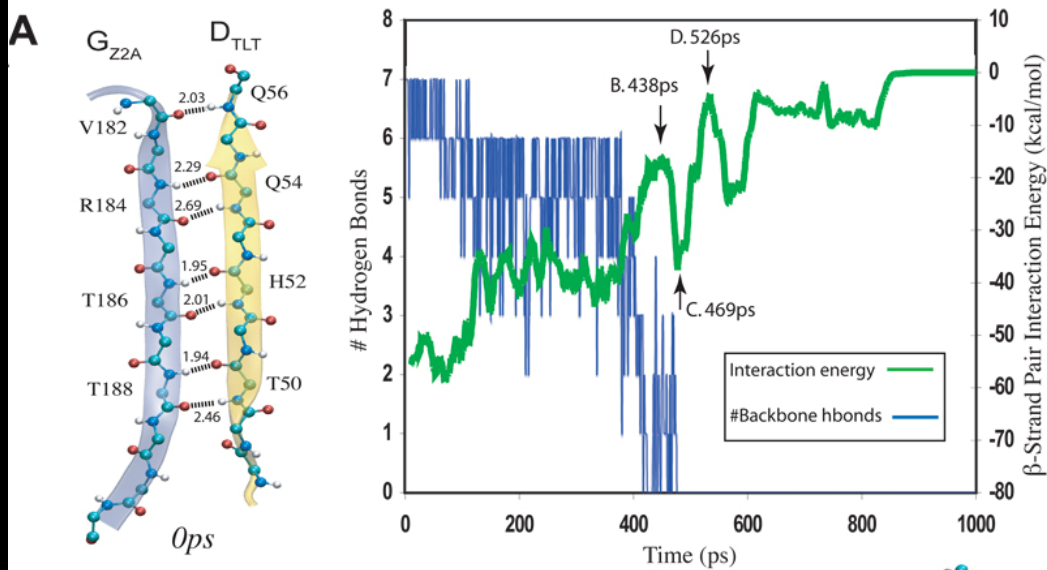 A
G Z2A
D TLT
2.03
Q56
V182
2.29
Q54
R184
2.69
1.95
H52
T186
2.01
1.94
T188
T50
2.46
0ps
# Hydrogen Bonds
8
7
6
5
4
3
2
1
0
D. 526ps
B. 438ps
C. 469ps
Interaction energy
#Backbone hbonds
10
0
-10
-20
-30
-40
-50
-60
-70
-80
β-Strand Pair Interaction Energy (kcal/mol)
0 200 400 600 800 1000
Time (ps)